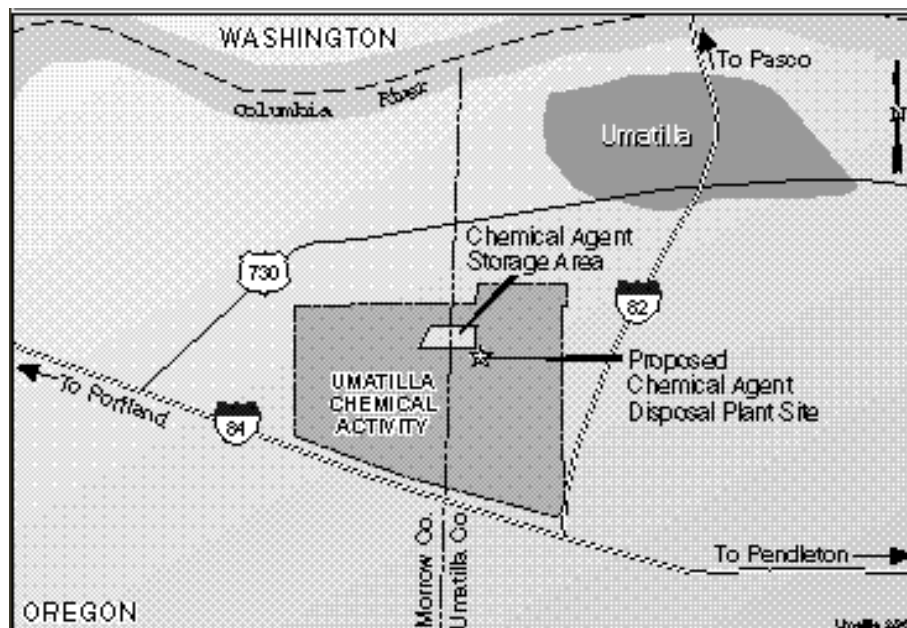 WASHINGTON
Columbia River
To Pasco
N
Umatilla
Chemical Agent
Storage Area
730
82
UMATILLA
CHEMICAL
ACTIVITY
Proposed
Chemical Agent
Disposal Plant Site
To Portland
84
Morrow Co.
Umatilla Co.
To Pendleton
OREGON
Umatilla